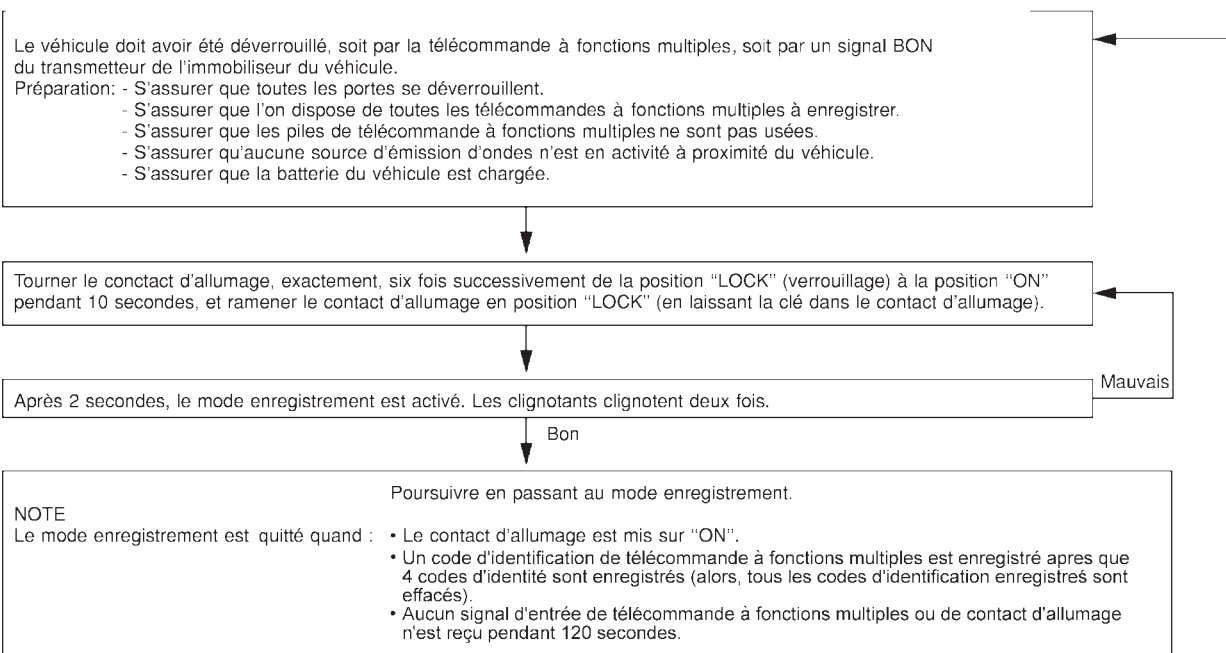 Le véhicule doit avoir été déverrouillé, soit par la télécommande à fonctions multiples, soit par un signal BON
du transmetteur de l'immobiliseur du véhicule.
Préparation: - S'assurer que toutes les portes se déverrouillent.
- S'assurer que l'on dispose de toutes les télécommandes à fonctions multiples à enregistrer.
- S'assurer que les piles de télécommande à fonctions multiples ne sont pas usées.
- S'assurer qu'aucune source d'émission d'ondes n'est en activité à proximité du véhicule.
- S'assurer que la batterie du véhicule est chargée.
Tourner le conctact d'allumage, exactement, six fois successivement de la position “LOCK” (verrouillage) à la position “ON”
pendant 10 secondes, et ramener le contact d'allumage en position “LOCK” (en laissant la clé dans le contact d'allumage).
Mauvais
Après 2 secondes, le mode enregistrement est activé. Les clignotants clignotent deux fois.
Bon
Poursuivre en passant au mode enregistrement.
NOTE
Le mode enregistrement est quitté quand : • Le contact d'allumage est mis sur “ON”.
• Un code d'identification de télécommande à fonctions multiples est enregistré apres que
4 codes d'identité sont enregistrés (alors, tous les codes d'identification enregistreś sont
effacés).
• Aucun signal d'entrée de télécommande à fonctions multiples ou de contact d'allumage
n'est reçu pendant 120 secondes.